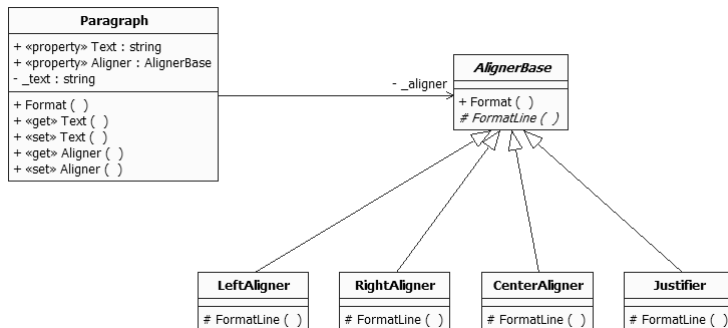 Paragraph
+ «property» Text : string
+ «property» Aligner : AlignerBase
- _text : string
+ Format ( )
+ «get» Text ( )
+ «set» Text ( )
+ «get» Aligner ( )
+ «set» Aligner ( )
- _aligner
AlignerBase
+ Format ( )
# FormatLine ( )
LeftAligner
# FormatLine ( )
RightAligner
# FormatLine ( )
CenterAligner
# FormatLine ( )
Justifier
# FormatLine ( )